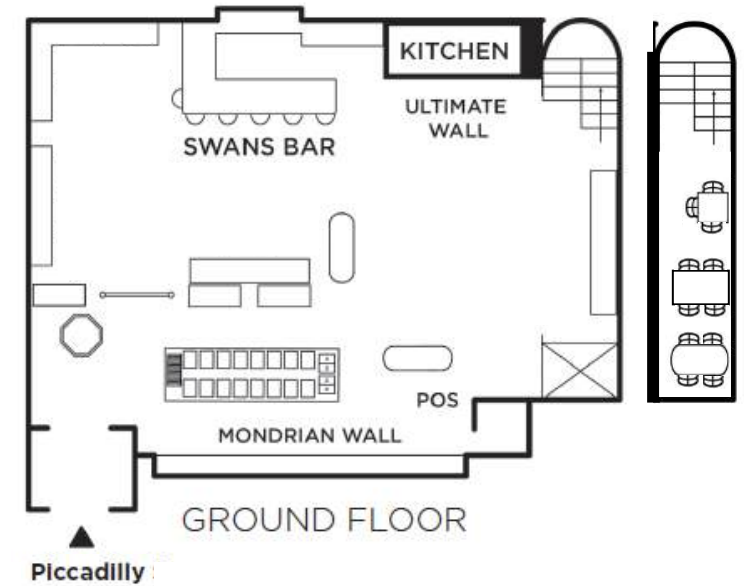 KITCHEN
ULTIMATE
WALL
SWANS BAR
POS
MONDRIAN WALL
GROUND FLOOR
Piccadilly